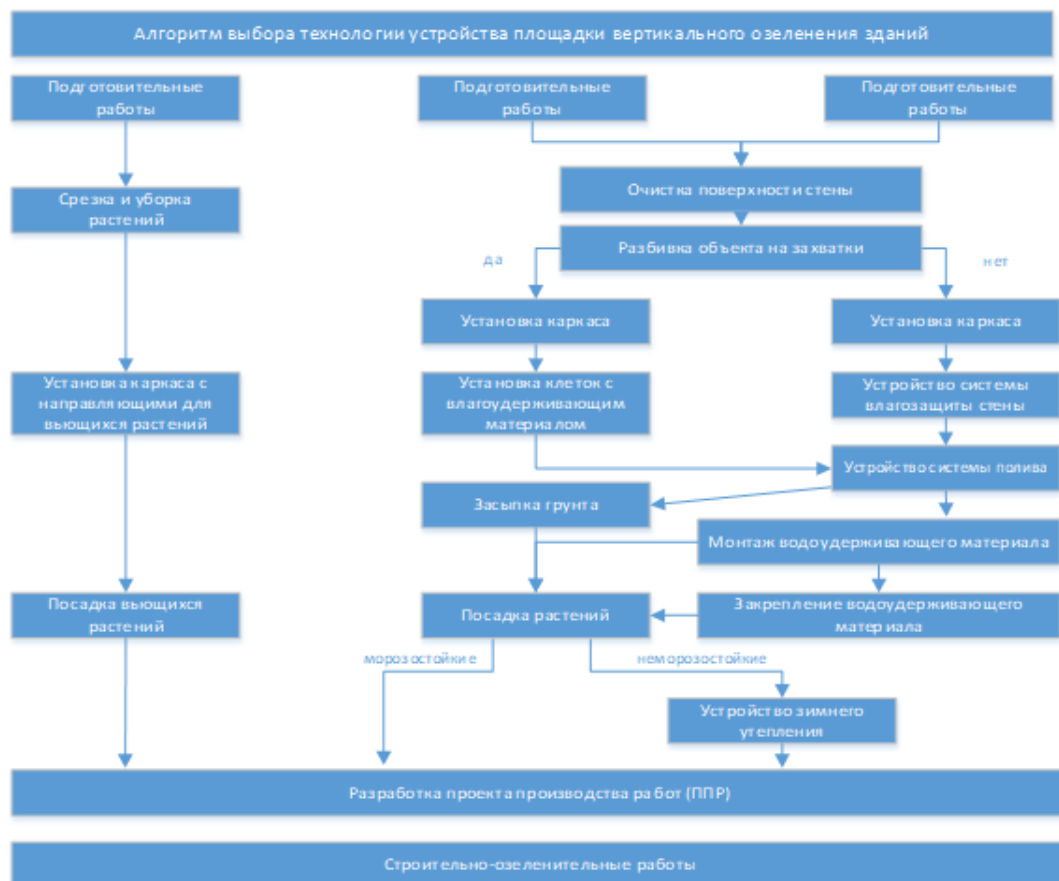 Алгоритм выбора технологии устройства площадки вертикального озеленения зданий
Подготовительные
работы
Подготовительные
работы
Подготовительные
работы
Срезка и уборка
растений
Очистка поверхности стены
Разбивка объекта на захватки
да
нет
Установка каркаса
Установка каркаса
Установка каркаса с
направляющими для
вьющихся растений
Установка клеток с
влагоудерживающим
материалом
Устройство системы
влагозащиты стены
Устройство системы полива
Засыпка грунта
Монтаж водоудерживающего материала
Посадка вьющихся
растений
Посадка растений
Закрепление водоудерживающего
материала
морозостойкие
неморозостойкие
Устройство зимнего
утепления
Разработка проекта производства работ (ППР)
Строительно-озеленительные работы